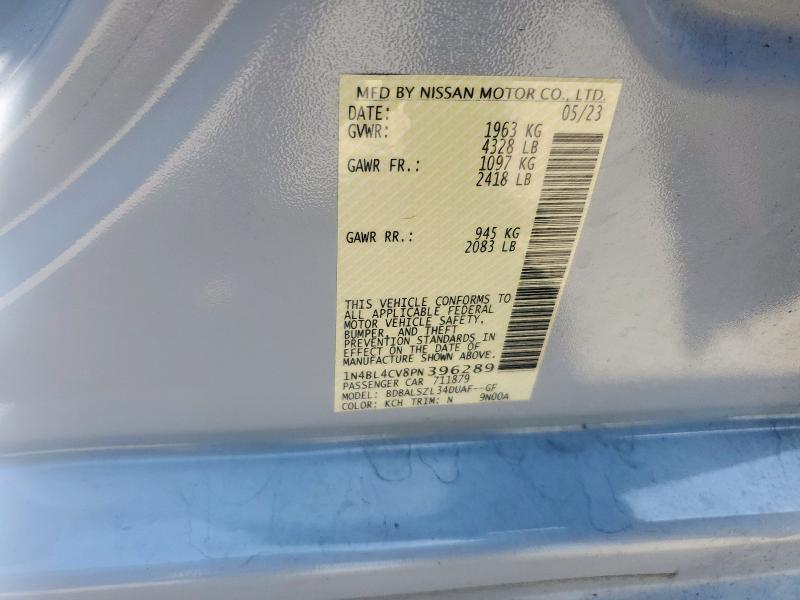 MFD BY NISSAN MOTOR CO., LTD.
DATE: 05/23
GVWR: 1963 KG
4328 LB
GAWR FR.: 1097 KG
2418 LB
GAWR RR.: 945 KG
2083 LB
THIS VEHICLE CONFORMS TO
ALL APPLICABLE FEDERAL
MOTOR VEHICLE SAFETY,
BUMPER, AND THEFT
PREVENTION STANDARDS IN
EFFECT ON THE DATE OF
MANUFACTURE SHOWN ABOVE.
1N4BL4CV8PN396289
PASSENGER CAR 711879
MODEL: BDBALSZL34DUAF--GF
COLOR: KCH TRIM: N 9N00A